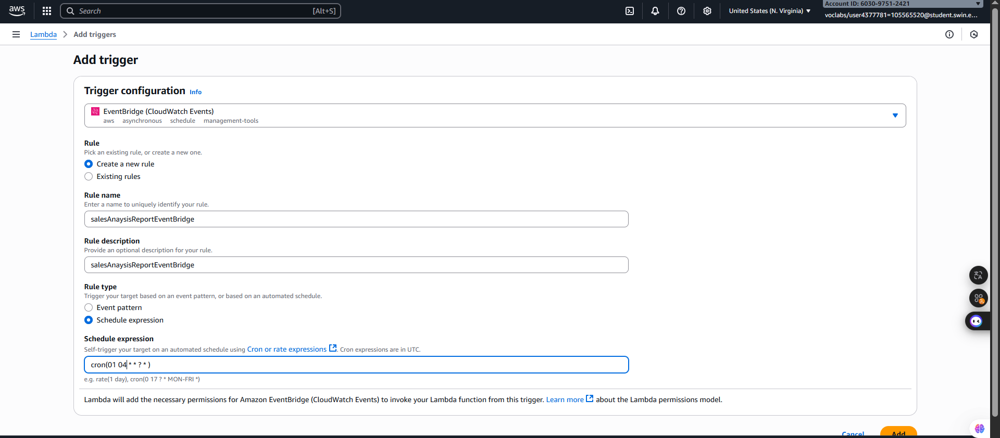 aws
Search [Alt+S]
United States (N. Virginia)
Account ID: 6030-9751-2421
voclabs/user4377781=105565520@student.swin.e...
Lambda
Add triggers
Add trigger
Trigger configuration Info
EventBridge (CloudWatch Events)
aws asynchronous schedule management-tools
Rule
Pick an existing rule, or create a new one.
Create a new rule
Existing rules
Rule name
Enter a name to uniquely identify your rule.
salesAnaysisReportEventBridge
Rule description
Provide an optional description for your rule.
salesAnaysisReportEventBridge
Rule type
Trigger your target based on an event pattern, or based on an automated schedule.
Event pattern
Schedule expression
Schedule expression
Self-trigger your target on an automated schedule using Cron or rate expressions. Cron expressions are in UTC.
cron(01 04 * * ? * )
e.g. rate(1 day), cron(0 17 ? * MON-FRI *)
Lambda will add the necessary permissions for Amazon EventBridge (CloudWatch Events) to invoke your Lambda function from this trigger. Learn more about the Lambda permissions model.
Cancel
Add